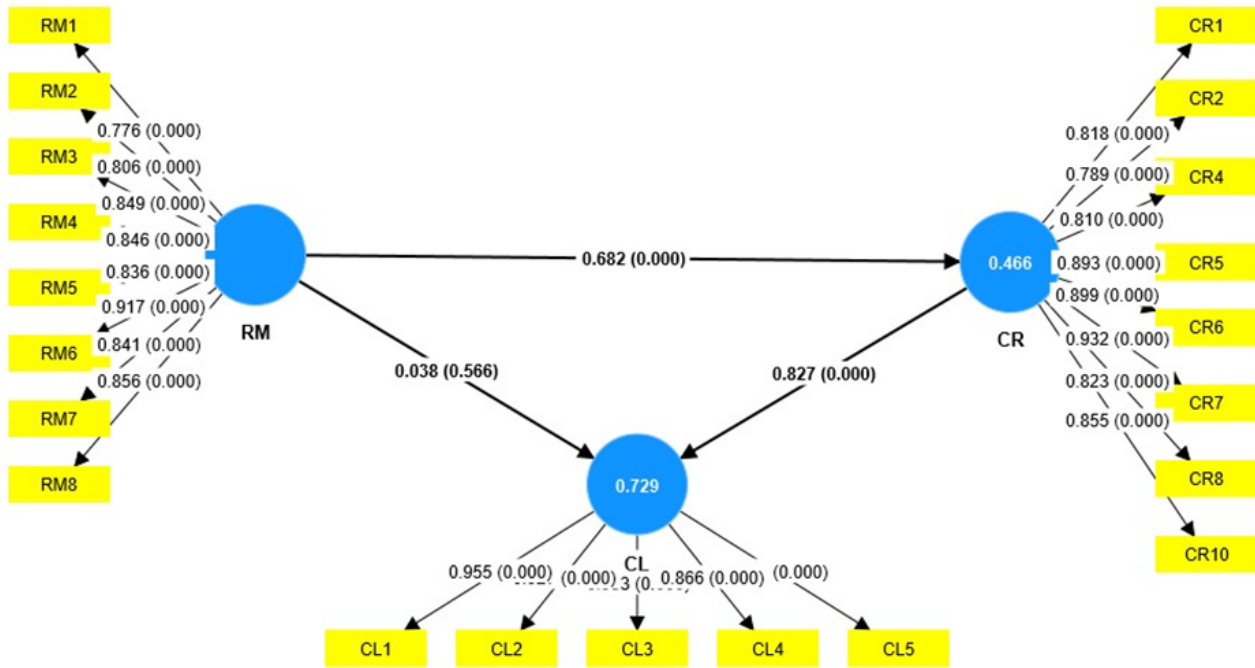 RM1
RM2
RM3
RM4
RM5
RM6
RM7
RM8
0.776 (0.000)
0.806 (0.000)
0.849 (0.000)
0.846 (0.000)
0.836 (0.000)
0.917 (0.000)
0.841 (0.000)
0.856 (0.000)
RM
0.682 (0.000)
0.038 (0.566)
0.827 (0.000)
0.466
CR
0.818 (0.000)
0.789 (0.000)
0.810 (0.000)
0.893 (0.000)
0.899 (0.000)
0.932 (0.000)
0.823 (0.000)
0.855 (0.000)
CR1
CR2
CR4
CR5
CR6
CR7
CR8
CR10
0.729
CL
0.955 (0.000)
(0.000)
0.866 (0.000)
(0.000)
CL1
CL2
CL3
CL4
CL5